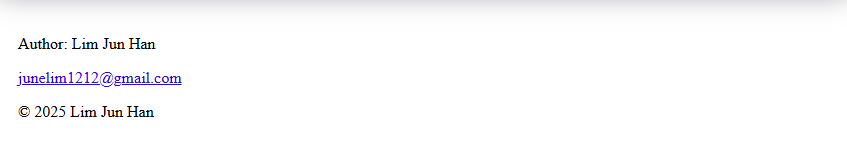 Author: Lim Jun Han
junelim1212@gmail.com
© 2025 Lim Jun Han